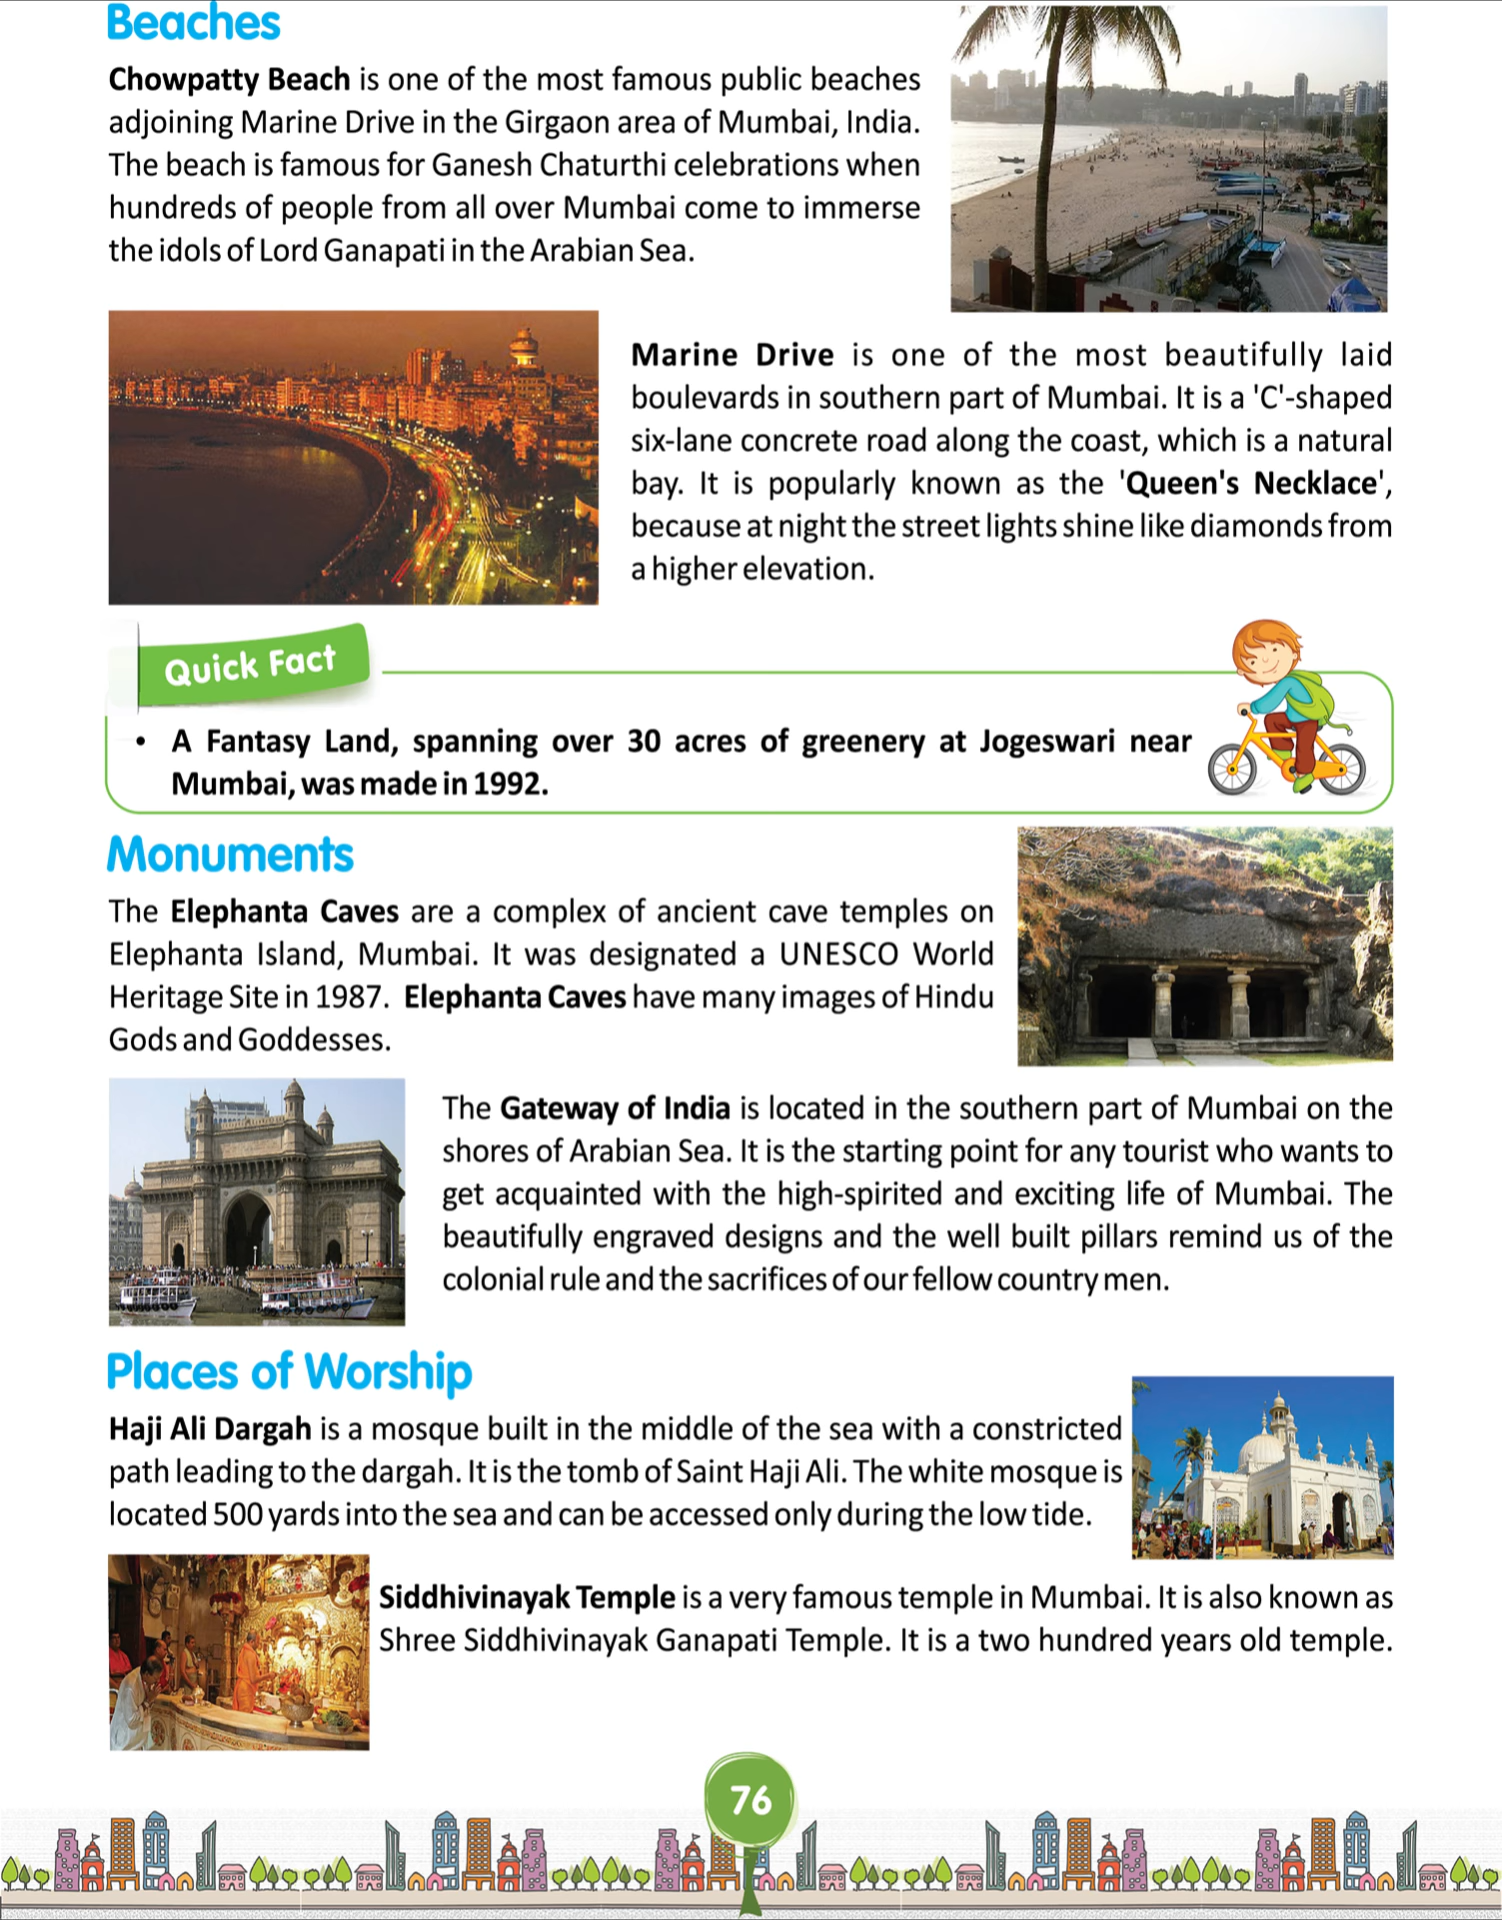 Beaches
Chowpatty Beach is one of the most famous public beaches
adjoining Marine Drive in the Girgaon area of Mumbai, India.
The beach is famous for Ganesh Chaturthi celebrations when
hundreds of people from all over Mumbai come to immerse
the idols of Lord Ganapati in the Arabian Sea.
Marine Drive is one of the most beautifully laid
boulevards in southern part of Mumbai. It is a 'C'-shaped
six-lane concrete road along the coast, which is a natural
bay. It is popularly known as the 'Queen's Necklace',
because at night the street lights shine like diamonds from
a higher elevation.
Quick Fact
• A Fantasy Land, spanning over 30 acres of greenery at Jogeswari near
Mumbai, was made in 1992.
Monuments
The Elephanta Caves are a complex of ancient cave temples on
Elephanta Island, Mumbai. It was designated a UNESCO World
Heritage Site in 1987. Elephanta Caves have many images of Hindu
Gods and Goddesses.
The Gateway of India is located in the southern part of Mumbai on the
shores of Arabian Sea. It is the starting point for any tourist who wants to
get acquainted with the high-spirited and exciting life of Mumbai. The
beautifully engraved designs and the well built pillars remind us of the
colonial rule and the sacrifices of our fellow country men.
Places of Worship
Haji Ali Dargah is a mosque built in the middle of the sea with a constricted
path leading to the dargah. It is the tomb of Saint Haji Ali. The white mosque is
located 500 yards into the sea and can be accessed only during the low tide.
Siddhivinayak Temple is a very famous temple in Mumbai. It is also known as
Shree Siddhivinayak Ganapati Temple. It is a two hundred years old temple.
76